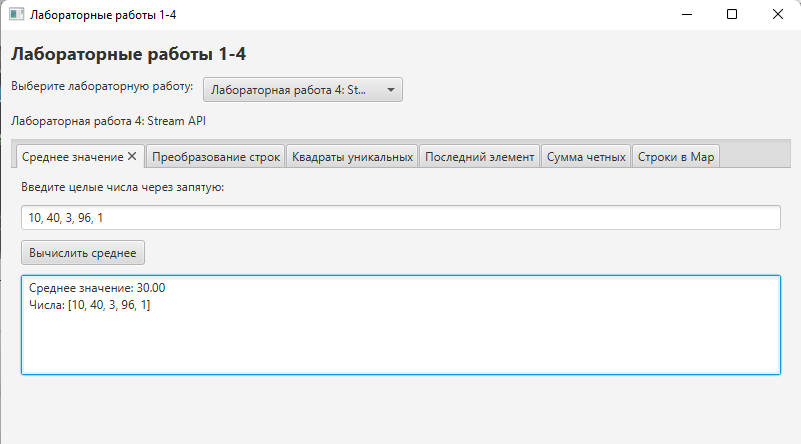 Лабораторные работы 1-4
Лабораторные работы 1-4
Выберите лабораторную работу: Лабораторная работа 4: St...
Лабораторная работа 4: Stream API
Среднее значение Преобразование строк Квадраты уникальных Последний элемент Сумма четных Строки в Map
Введите целые числа через запятую:
10, 40, 3, 96, 1
Вычислить среднее
Среднее значение: 30.00
Числа: [10, 40, 3, 96, 1]